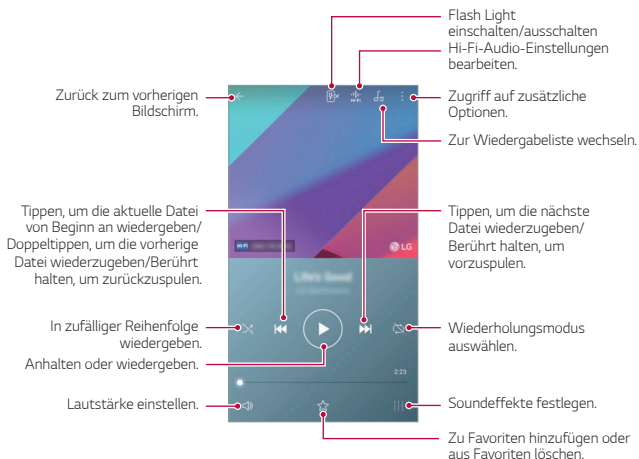 Flash Light
einschalten/ausschalten
Hi-Fi-Audio-Einstellungen
bearbeiten.
Zurück zum vorherigen
Bildschirm.
Zugriff auf zusätzliche
Optionen.
Zur Wiedergabeliste wechseln.
Tippen, um die aktuelle Datei
von Beginn an wiedergeben/
Doppeltippen, um die vorherige
Datei wiederzugeben/Berührt
halten, um zurückzuspulen.
Tippen, um die nächste
Datei wiederzugeben/
Berührt halten, um
vorzuspulen.
HI-FI
LG
Life's Good
In zufälliger Reihenfolge
wiedergeben.
Wiederholungsmodus
auswählen.
Anhalten oder wiedergeben.
2:23
Lautstärke einstellen.
Soundeffekte festlegen.
Zu Favoriten hinzufügen oder
aus Favoriten löschen.